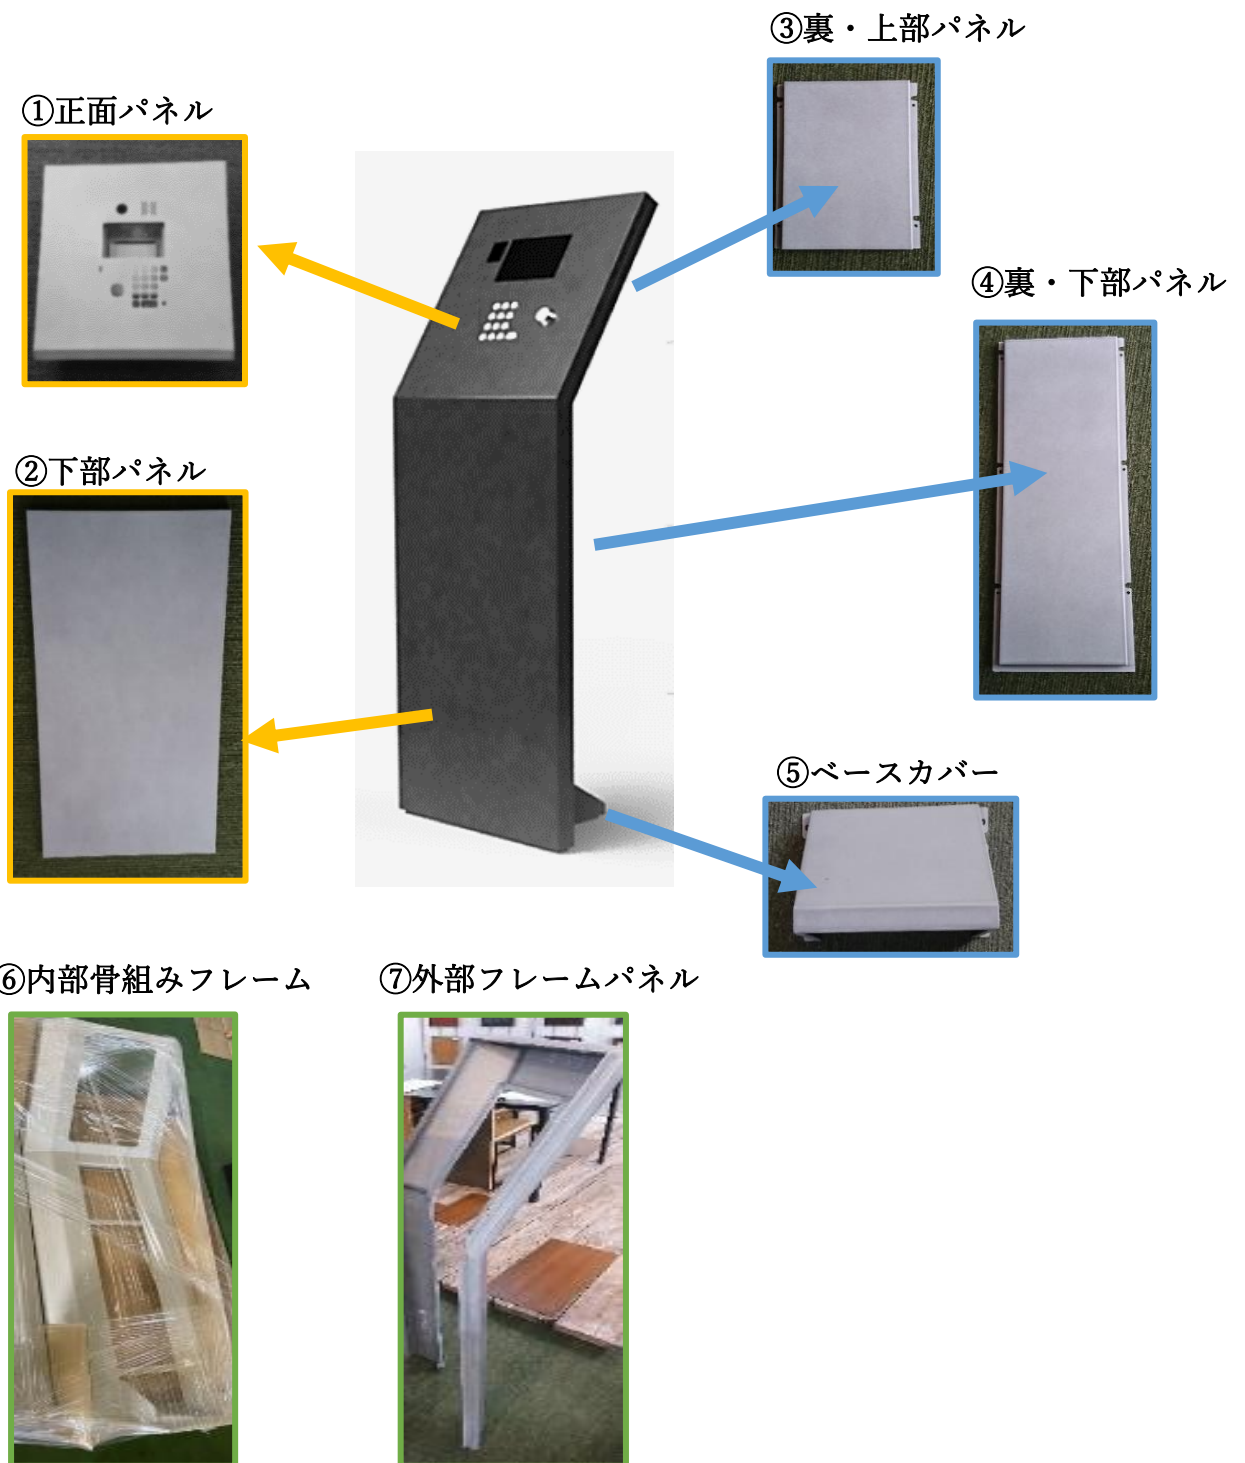 ③裏・上部パネル
①正面パネル
④裏・下部パネル
②下部パネル
⑤ベースカバー
⑥内部骨組みフレーム
⑦外部フレームパネル